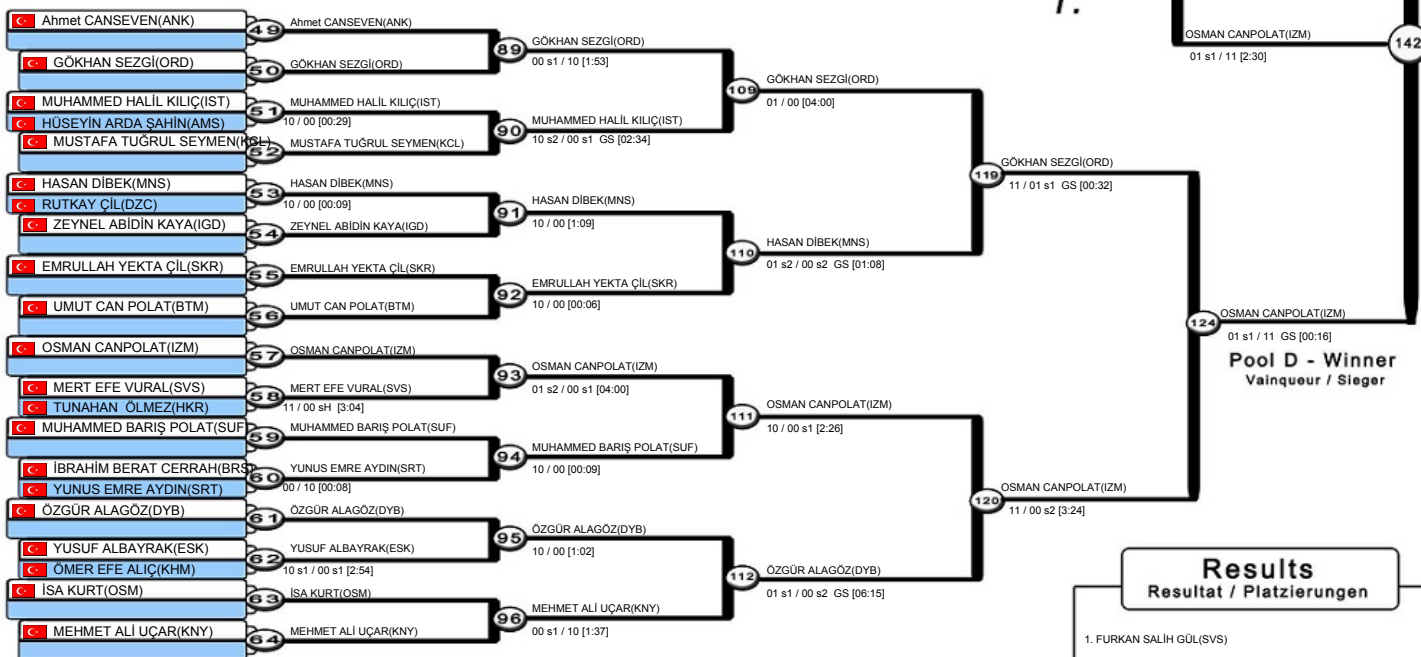 Ahmet CANSEVEN(ANK)
GÖKHAN SEZGİ(ORD)
MUHAMMED HALİL KILIÇ(IST)
HÜSEYİN ARDA ŞAHİN(AMS)
MUSTAFA TUĞRUL SEYMEN(KCL)
HASAN DİBEK(MNS)
RUTKAY ÇİL(DZC)
ZEYNEL ABİDİN KAYA(IGD)
EMRULLAH YEKTA ÇİL(SKR)
UMUT CAN POLAT(BTM)
OSMAN CANPOLAT(IZM)
MERT EFE VURAL(SVS)
TUNAHAN ÖLMEZ(HKR)
MUHAMMED BARIŞ POLAT(SUF)
İBRAHİM BERAT CERRAH(BRS)
YUNUS EMRE AYDIN(SRT)
ÖZGÜR ALAGÖZ(DYB)
YUSUF ALBAYRAK(ESK)
ÖMER EFE ALIÇ(KHM)
İSA KURT(OSM)
MEHMET ALİ UÇAR(KNY)
49
Ahmet CANSEVEN(ANK)
50
GÖKHAN SEZGİ(ORD)
51
MUHAMMED HALİL KILIÇ(IST)
10 / 00 [00:29]
52
MUSTAFA TUĞRUL SEYMEN(KCL)
53
HASAN DİBEK(MNS)
10 / 00 [00:09]
54
ZEYNEL ABİDİN KAYA(IGD)
55
EMRULLAH YEKTA ÇİL(SKR)
56
UMUT CAN POLAT(BTM)
57
OSMAN CANPOLAT(IZM)
58
MERT EFE VURAL(SVS)
11 / 00 sH [3:04]
59
MUHAMMED BARIŞ POLAT(SUF)
60
YUNUS EMRE AYDIN(SRT)
00 / 10 [00:08]
61
ÖZGÜR ALAGÖZ(DYB)
62
YUSUF ALBAYRAK(ESK)
10 s1 / 00 s1 [2:54]
63
İSA KURT(OSM)
64
MEHMET ALİ UÇAR(KNY)
89
GÖKHAN SEZGİ(ORD)
00 s1 / 10 [1:53]
90
MUHAMMED HALİL KILIÇ(IST)
10 s2 / 00 s1 GS [02:34]
91
HASAN DİBEK(MNS)
10 / 00 [1:09]
92
EMRULLAH YEKTA ÇİL(SKR)
10 / 00 [00:06]
93
OSMAN CANPOLAT(IZM)
01 s2 / 00 s1 [04:00]
94
MUHAMMED BARIŞ POLAT(SUF)
10 / 00 [00:09]
95
ÖZGÜR ALAGÖZ(DYB)
10 / 00 [1:02]
96
MEHMET ALİ UÇAR(KNY)
00 s1 / 10 [1:37]
109
GÖKHAN SEZGİ(ORD)
01 / 00 [04:00]
110
HASAN DİBEK(MNS)
01 s2 / 00 s2 GS [01:08]
111
OSMAN CANPOLAT(IZM)
10 / 00 s1 [2:26]
112
ÖZGÜR ALAGÖZ(DYB)
01 s1 / 00 s2 GS [06:15]
119
GÖKHAN SEZGİ(ORD)
11 / 01 s1 GS [00:32]
120
OSMAN CANPOLAT(IZM)
11 / 00 s2 [3:24]
124
OSMAN CANPOLAT(IZM)
01 s1 / 11 GS [00:16]
Pool D - Winner
Vainqueur / Sieger
OSMAN CANPOLAT(IZM)
01 s1 / 11 [2:30]
142
Results
Resultat / Platzierungen
1. FURKAN SALİH GÜL(SVS)